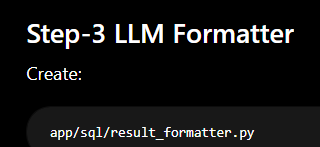 Step-3 LLM Formatter
Create:
app/sql/result_formatter.py